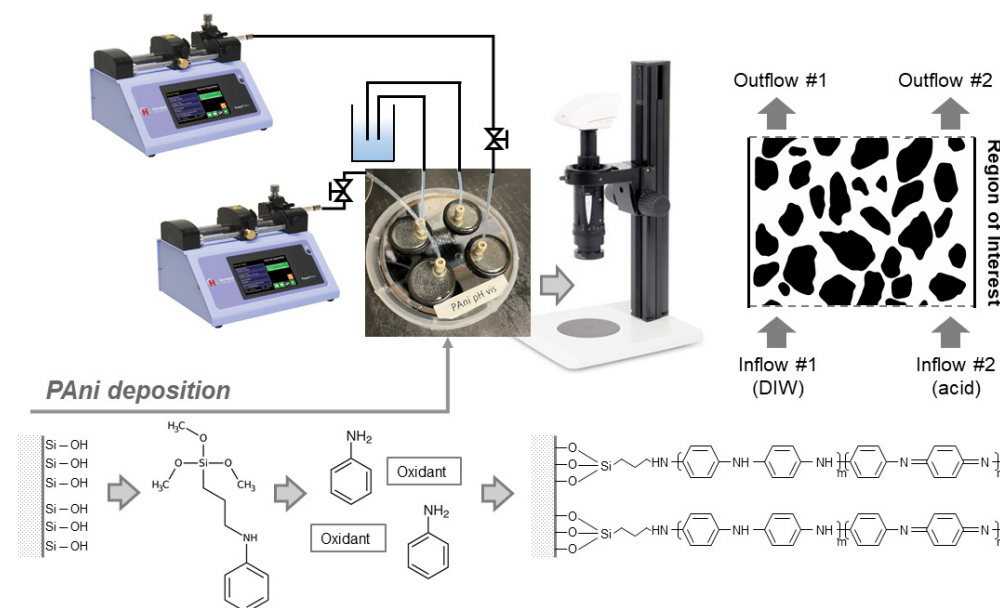 Outflow #1
Outflow #2
Region of Interest
PAni pH vis
Inflow #1
(DIW)
Inflow #2
(acid)
PAni deposition
Si – OH
Si – OH
Si – OH
Si – OH
Si – OH
Si – OH
H₃C
O
O
Si
O
CH₃
CH₃
NH
NH₂
Oxidant
NH₂
Oxidant
O
O
Si
O
HN
NH
NH
m
N
N
n
O
O
Si
O
HN
NH
NH
m
N
N
n